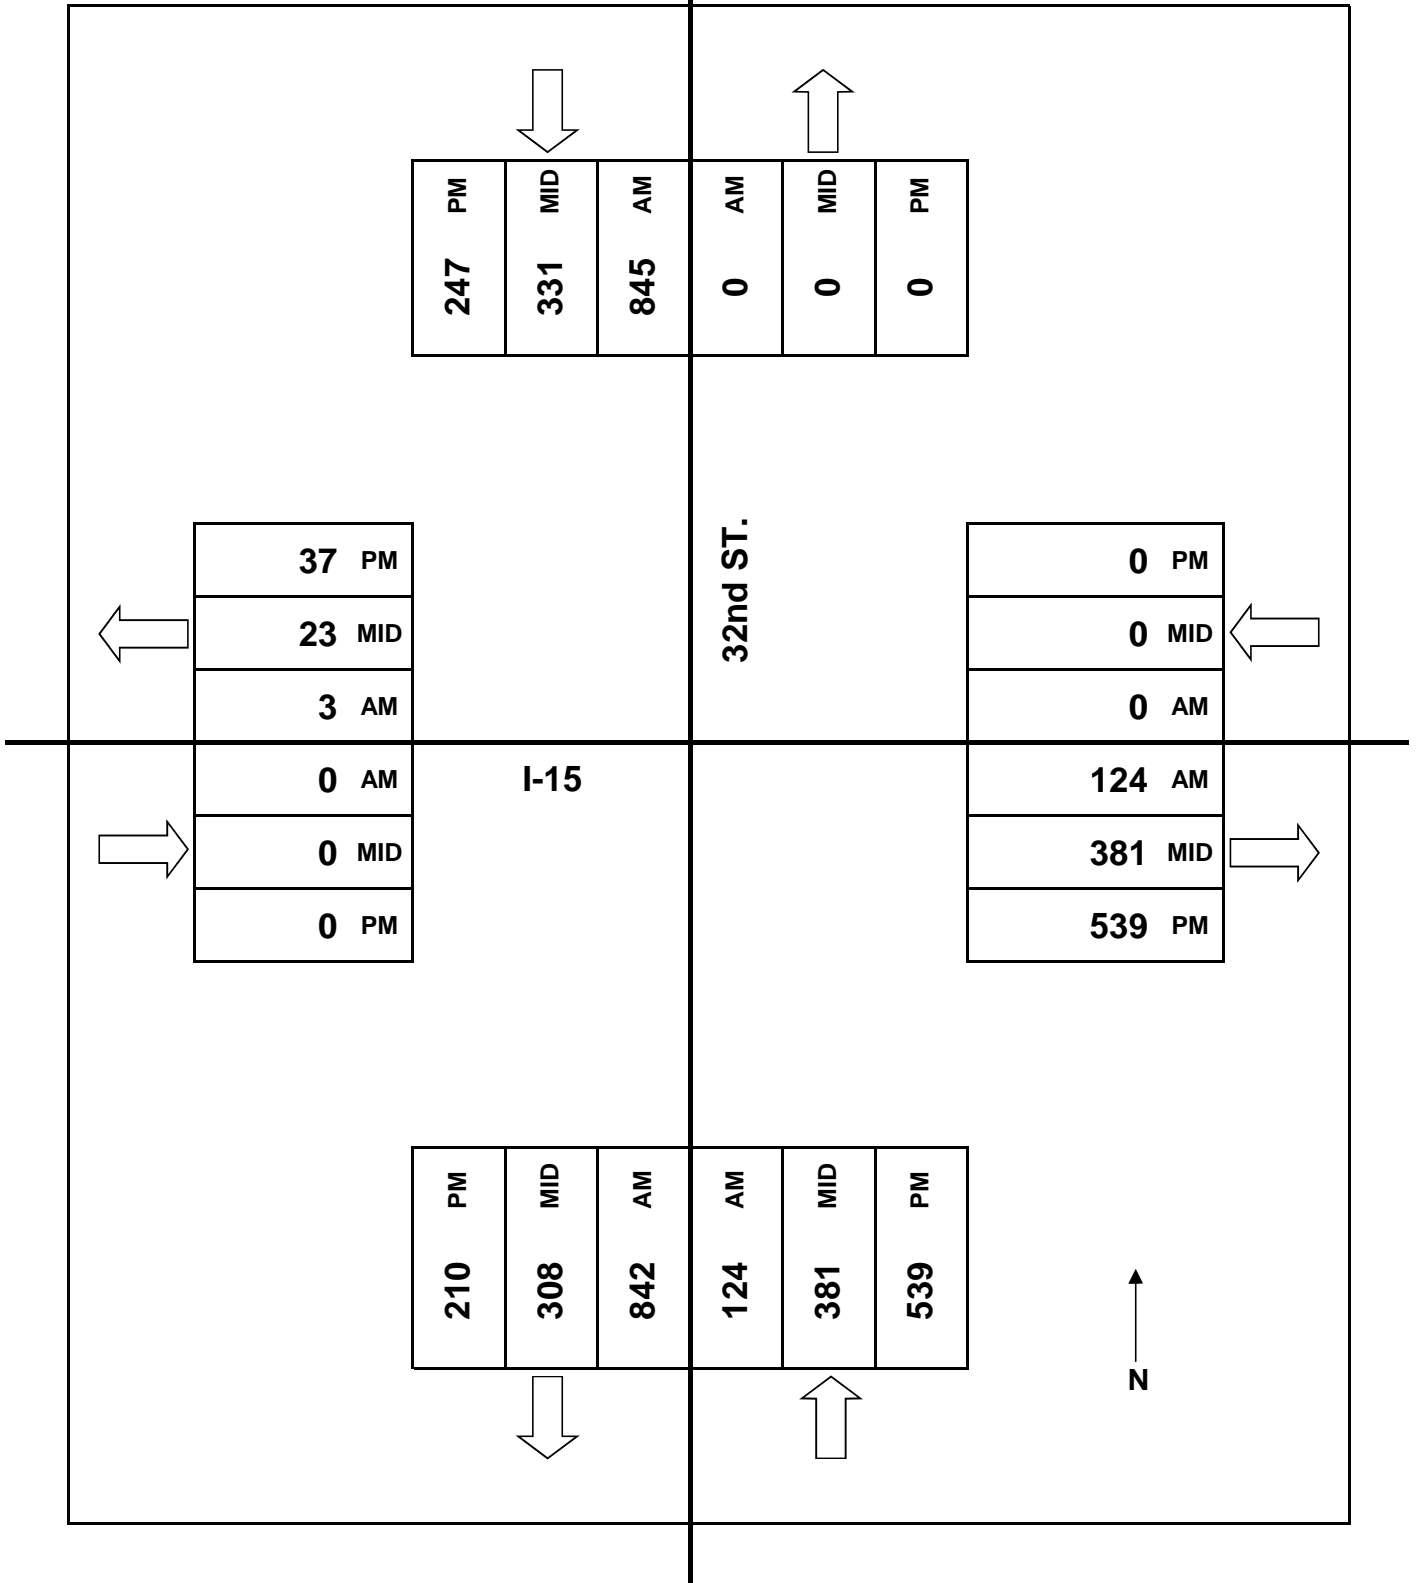 PM MID AM AM MID PM
247 331 845 0 0 0
32nd ST.
37 PM
23 MID
3 AM
0 PM
0 MID
0 AM
I-15
0 AM
0 MID
0 PM
124 AM
381 MID
539 PM
PM MID AM AM MID PM
210 308 842 124 381 539
N